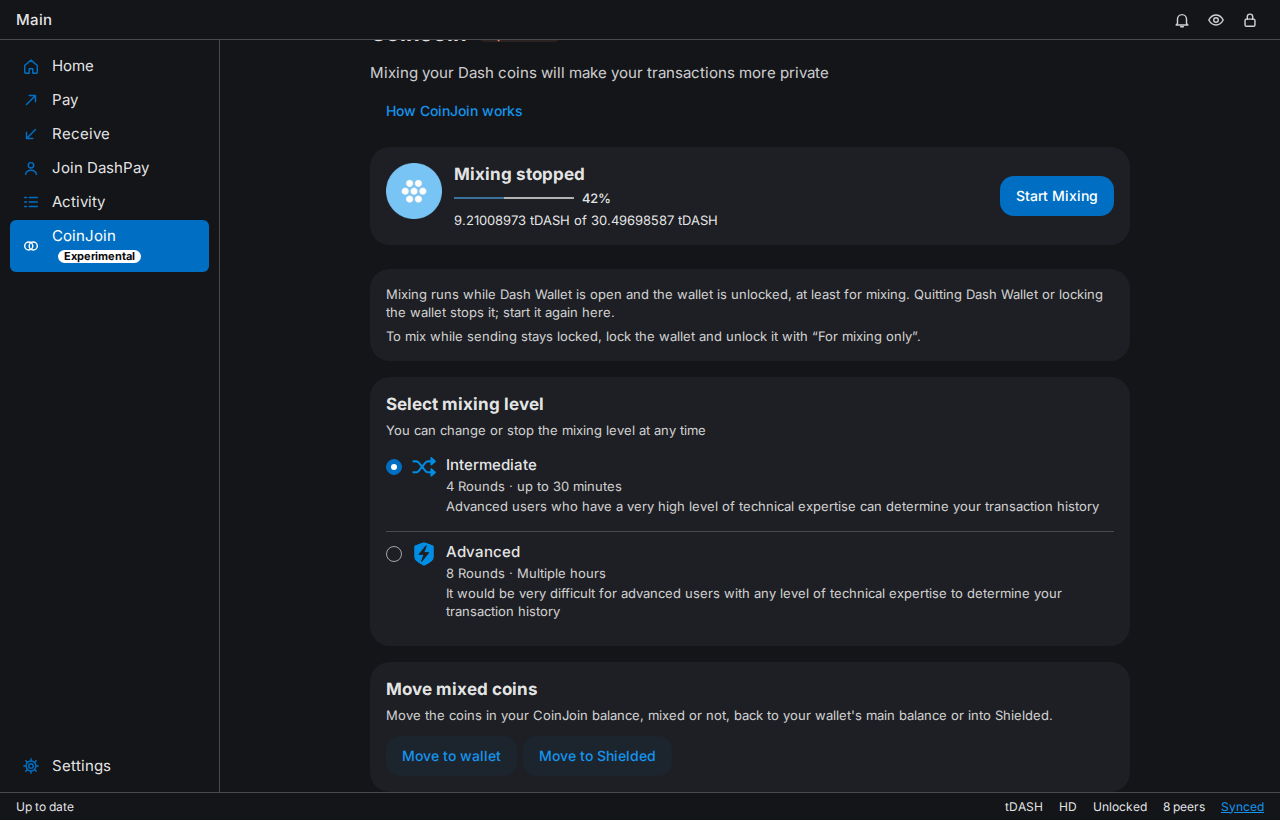 Main
Home
Pay
Receive
Join DashPay
Activity
CoinJoin
Experimental
Settings
Mixing your Dash coins will make your transactions more private
How CoinJoin works
Mixing stopped
42%
9.21008973 tDASH of 30.49698587 tDASH
Start Mixing
Mixing runs while Dash Wallet is open and the wallet is unlocked, at least for mixing. Quitting Dash Wallet or locking
the wallet stops it; start it again here.
To mix while sending stays locked, lock the wallet and unlock it with “For mixing only”.
Select mixing level
You can change or stop the mixing level at any time
Intermediate
4 Rounds · up to 30 minutes
Advanced users who have a very high level of technical expertise can determine your transaction history
Advanced
8 Rounds · Multiple hours
It would be very difficult for advanced users with any level of technical expertise to determine your
transaction history
Move mixed coins
Move the coins in your CoinJoin balance, mixed or not, back to your wallet's main balance or into Shielded.
Move to wallet
Move to Shielded
Up to date
tDASH
HD
Unlocked
8 peers
Synced